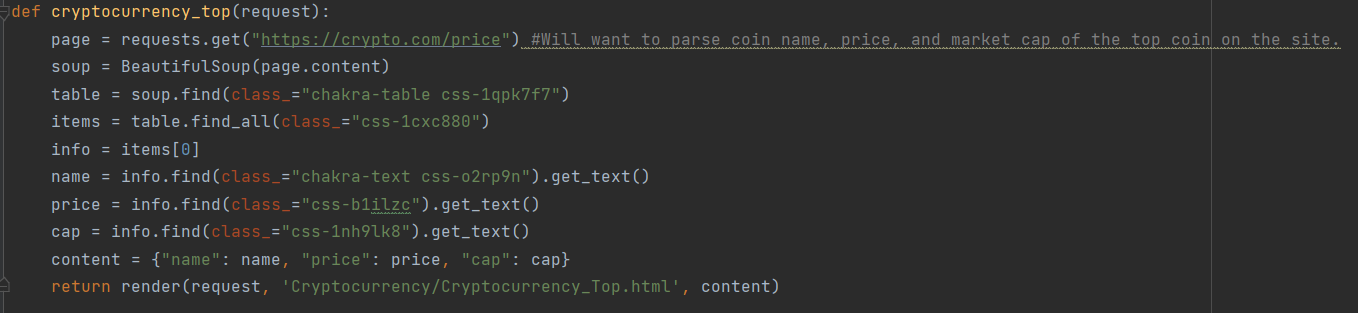 def cryptocurrency_top(request):
    page = requests.get("https://crypto.com/price") #Will want to parse coin name, price, and market cap of the top coin on the site.
    soup = BeautifulSoup(page.content)
    table = soup.find(class_="chakra-table css-1qpk7f7")
    items = table.find_all(class_="css-1cxc880")
    info = items[0]
    name = info.find(class_="chakra-text css-o2rp9n").get_text()
    price = info.find(class_="css-b1ilzc").get_text()
    cap = info.find(class_="css-1nh9lk8").get_text()
    content = {"name": name, "price": price, "cap": cap}
    return render(request, 'Cryptocurrency/Cryptocurrency_Top.html', content)